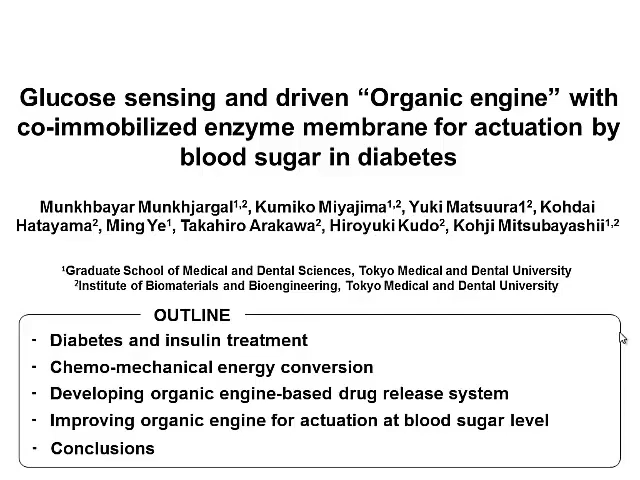 Glucose sensing and driven “Organic engine” with
co-immobilized enzyme membrane for actuation by
blood sugar in diabetes
Munkhbayar Munkhjargal1,2, Kumiko Miyajima1,2, Yuki Matsuura12, Kohdai
Hatayama2, Ming Ye1, Takahiro Arakawa2, Hiroyuki Kudo2, Kohji Mitsubayashii1,2
1Graduate School of Medical and Dental Sciences, Tokyo Medical and Dental University
2Institute of Biomaterials and Bioengineering, Tokyo Medical and Dental University
OUTLINE
- Diabetes and insulin treatment
- Chemo-mechanical energy conversion
- Developing organic engine-based drug release system
- Improving organic engine for actuation at blood sugar level
- Conclusions